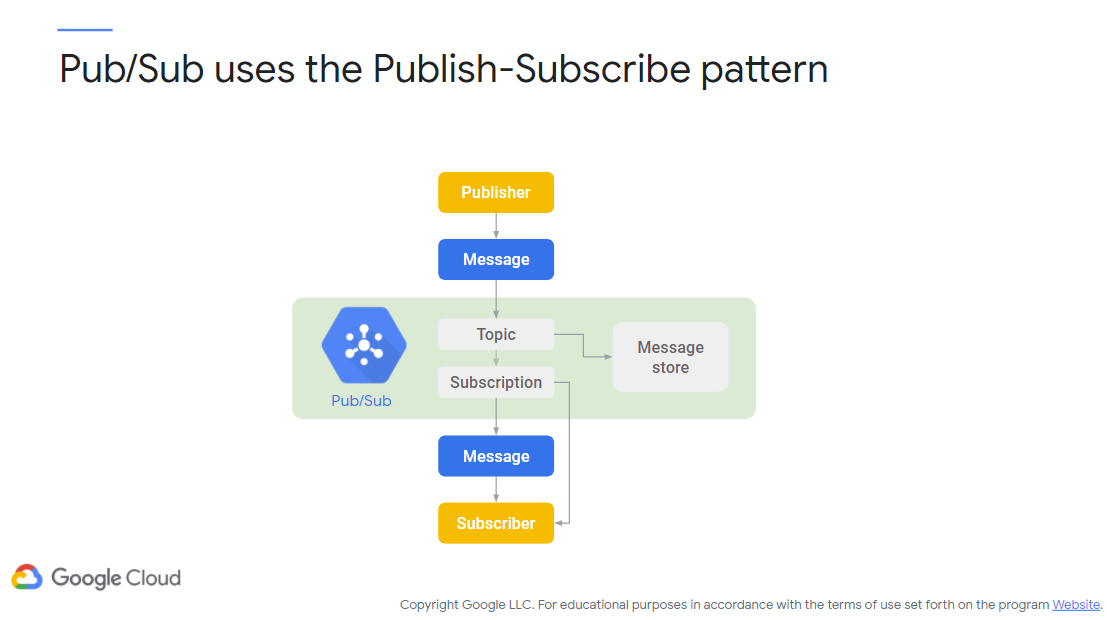 Pub/Sub uses the Publish-Subscribe pattern
Publisher
Message
Topic
Message
store
Subscription
Pub/Sub
Message
Subscriber
Google Cloud
Copyright Google LLC. For educational purposes in accordance with the terms of use set forth on the program Website.